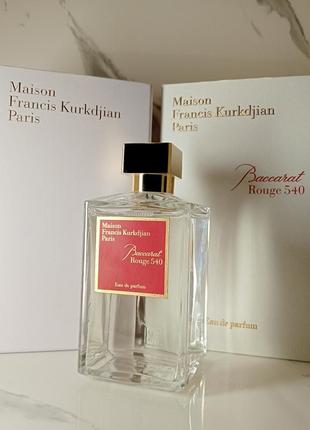 Maison
Francis Kurkdjian
Paris
Maison
Francis Kurkdjian
Paris
Baccarat
Rouge 540
Eau de parfum
Maison
Francis Kurkdjian
Paris
Baccarat
Rouge 540
Eau de parfum